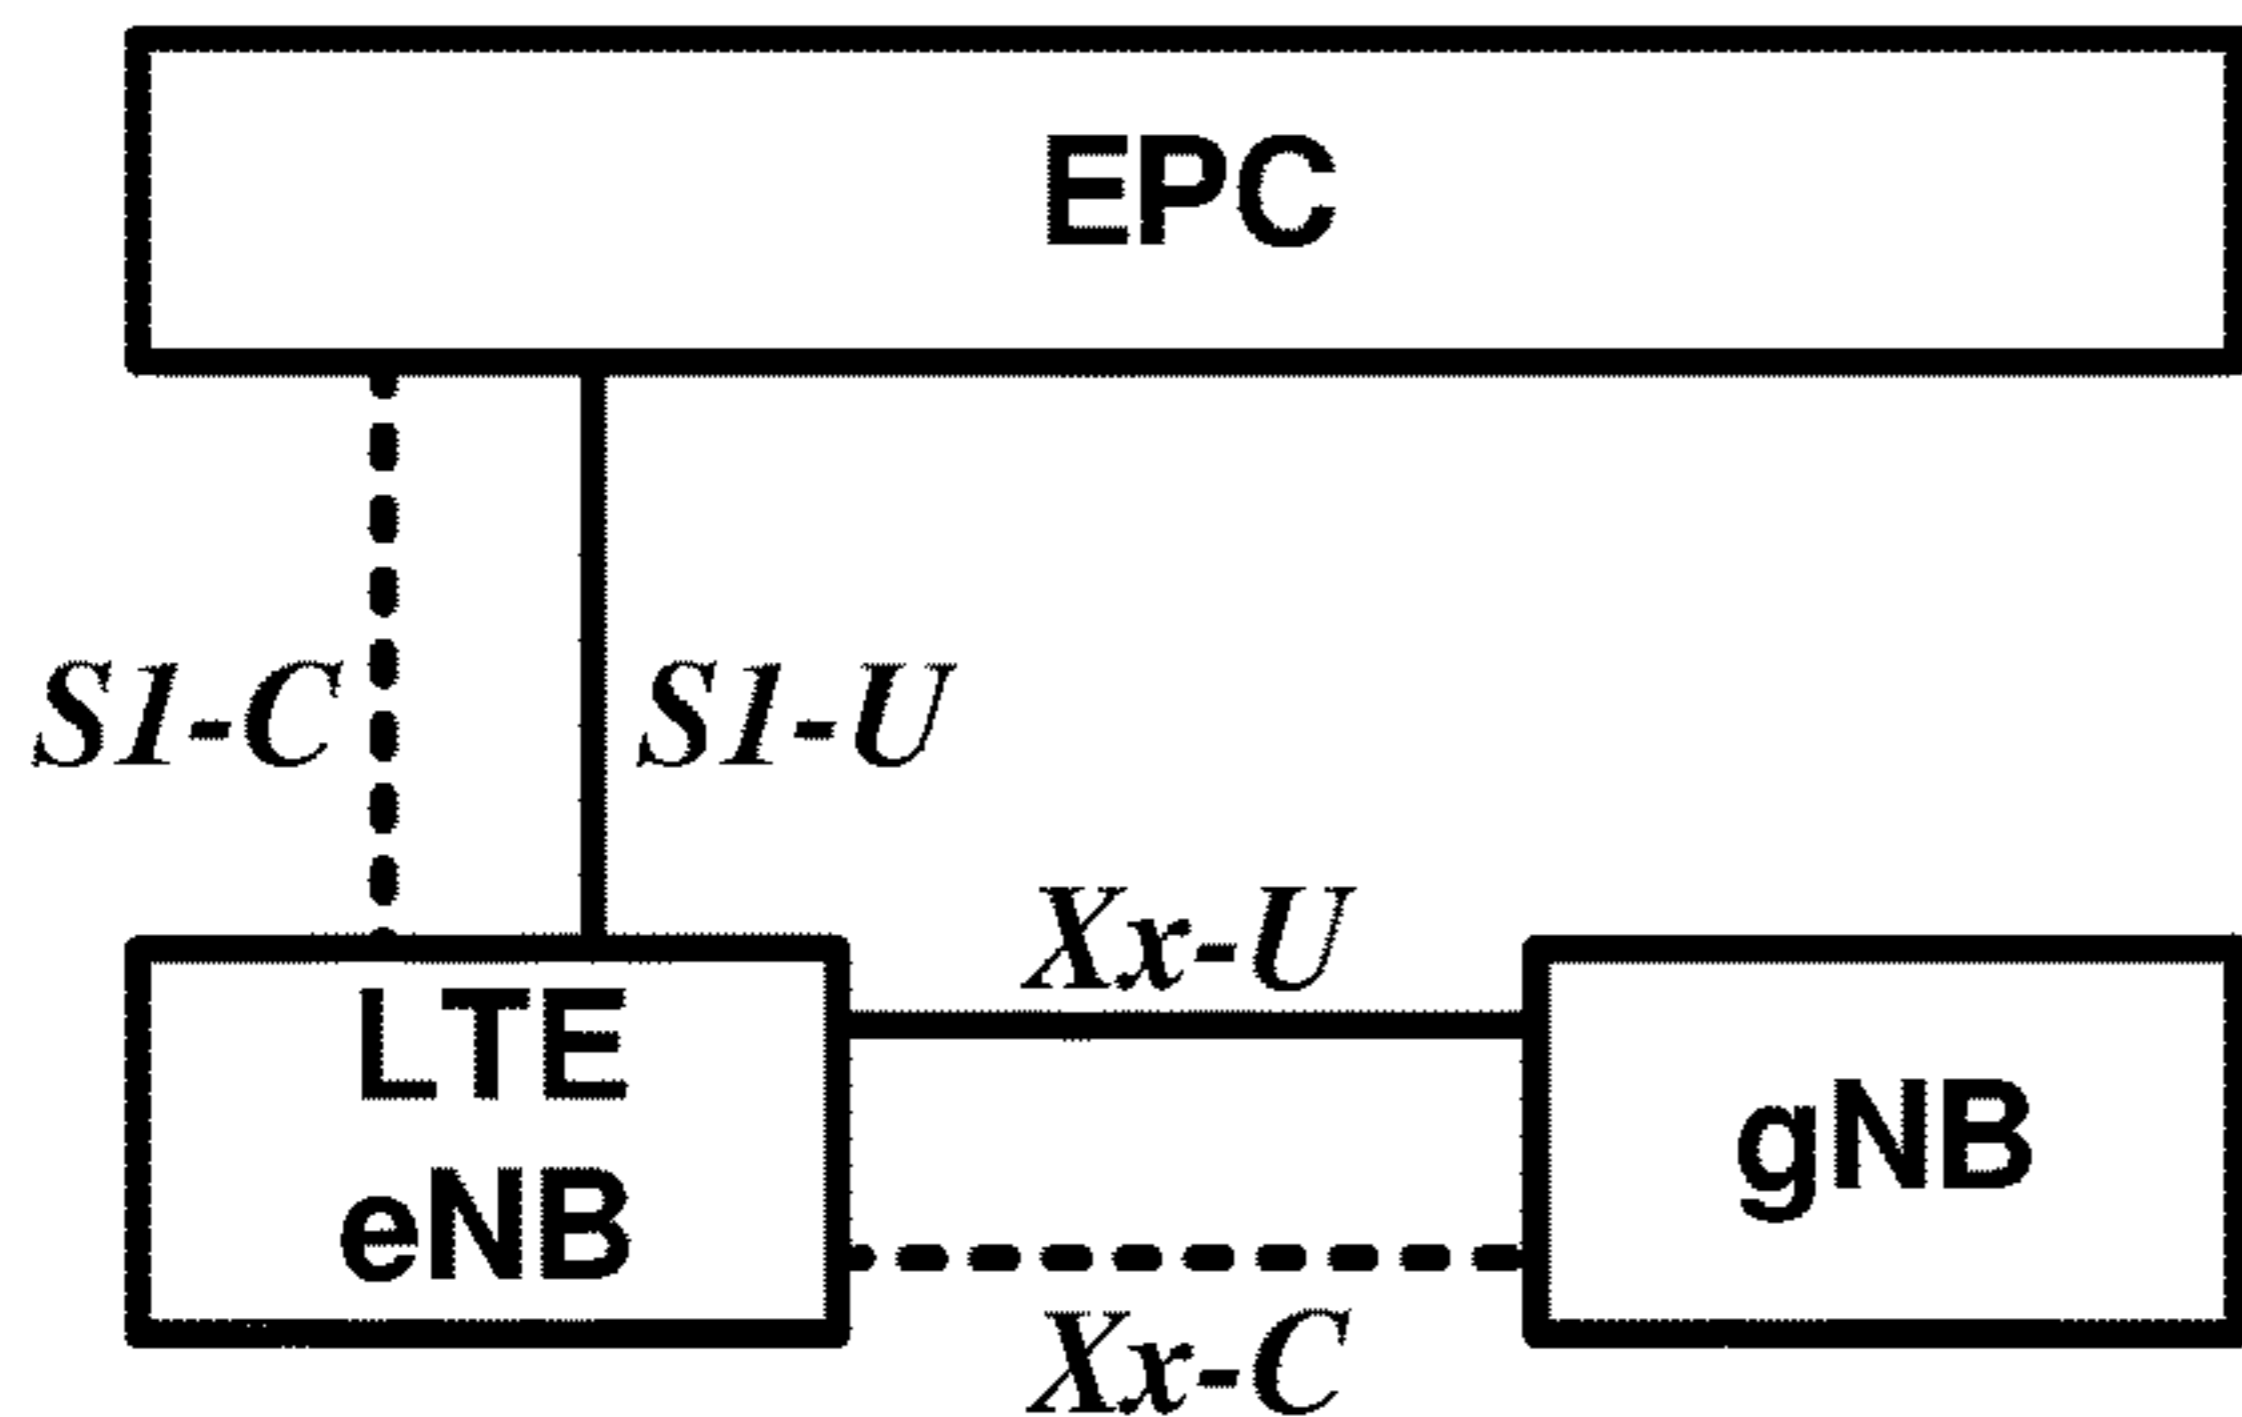 EPC
S1-C
S1-U
Xx-U
LTE
eNB
gNB
Xx-C